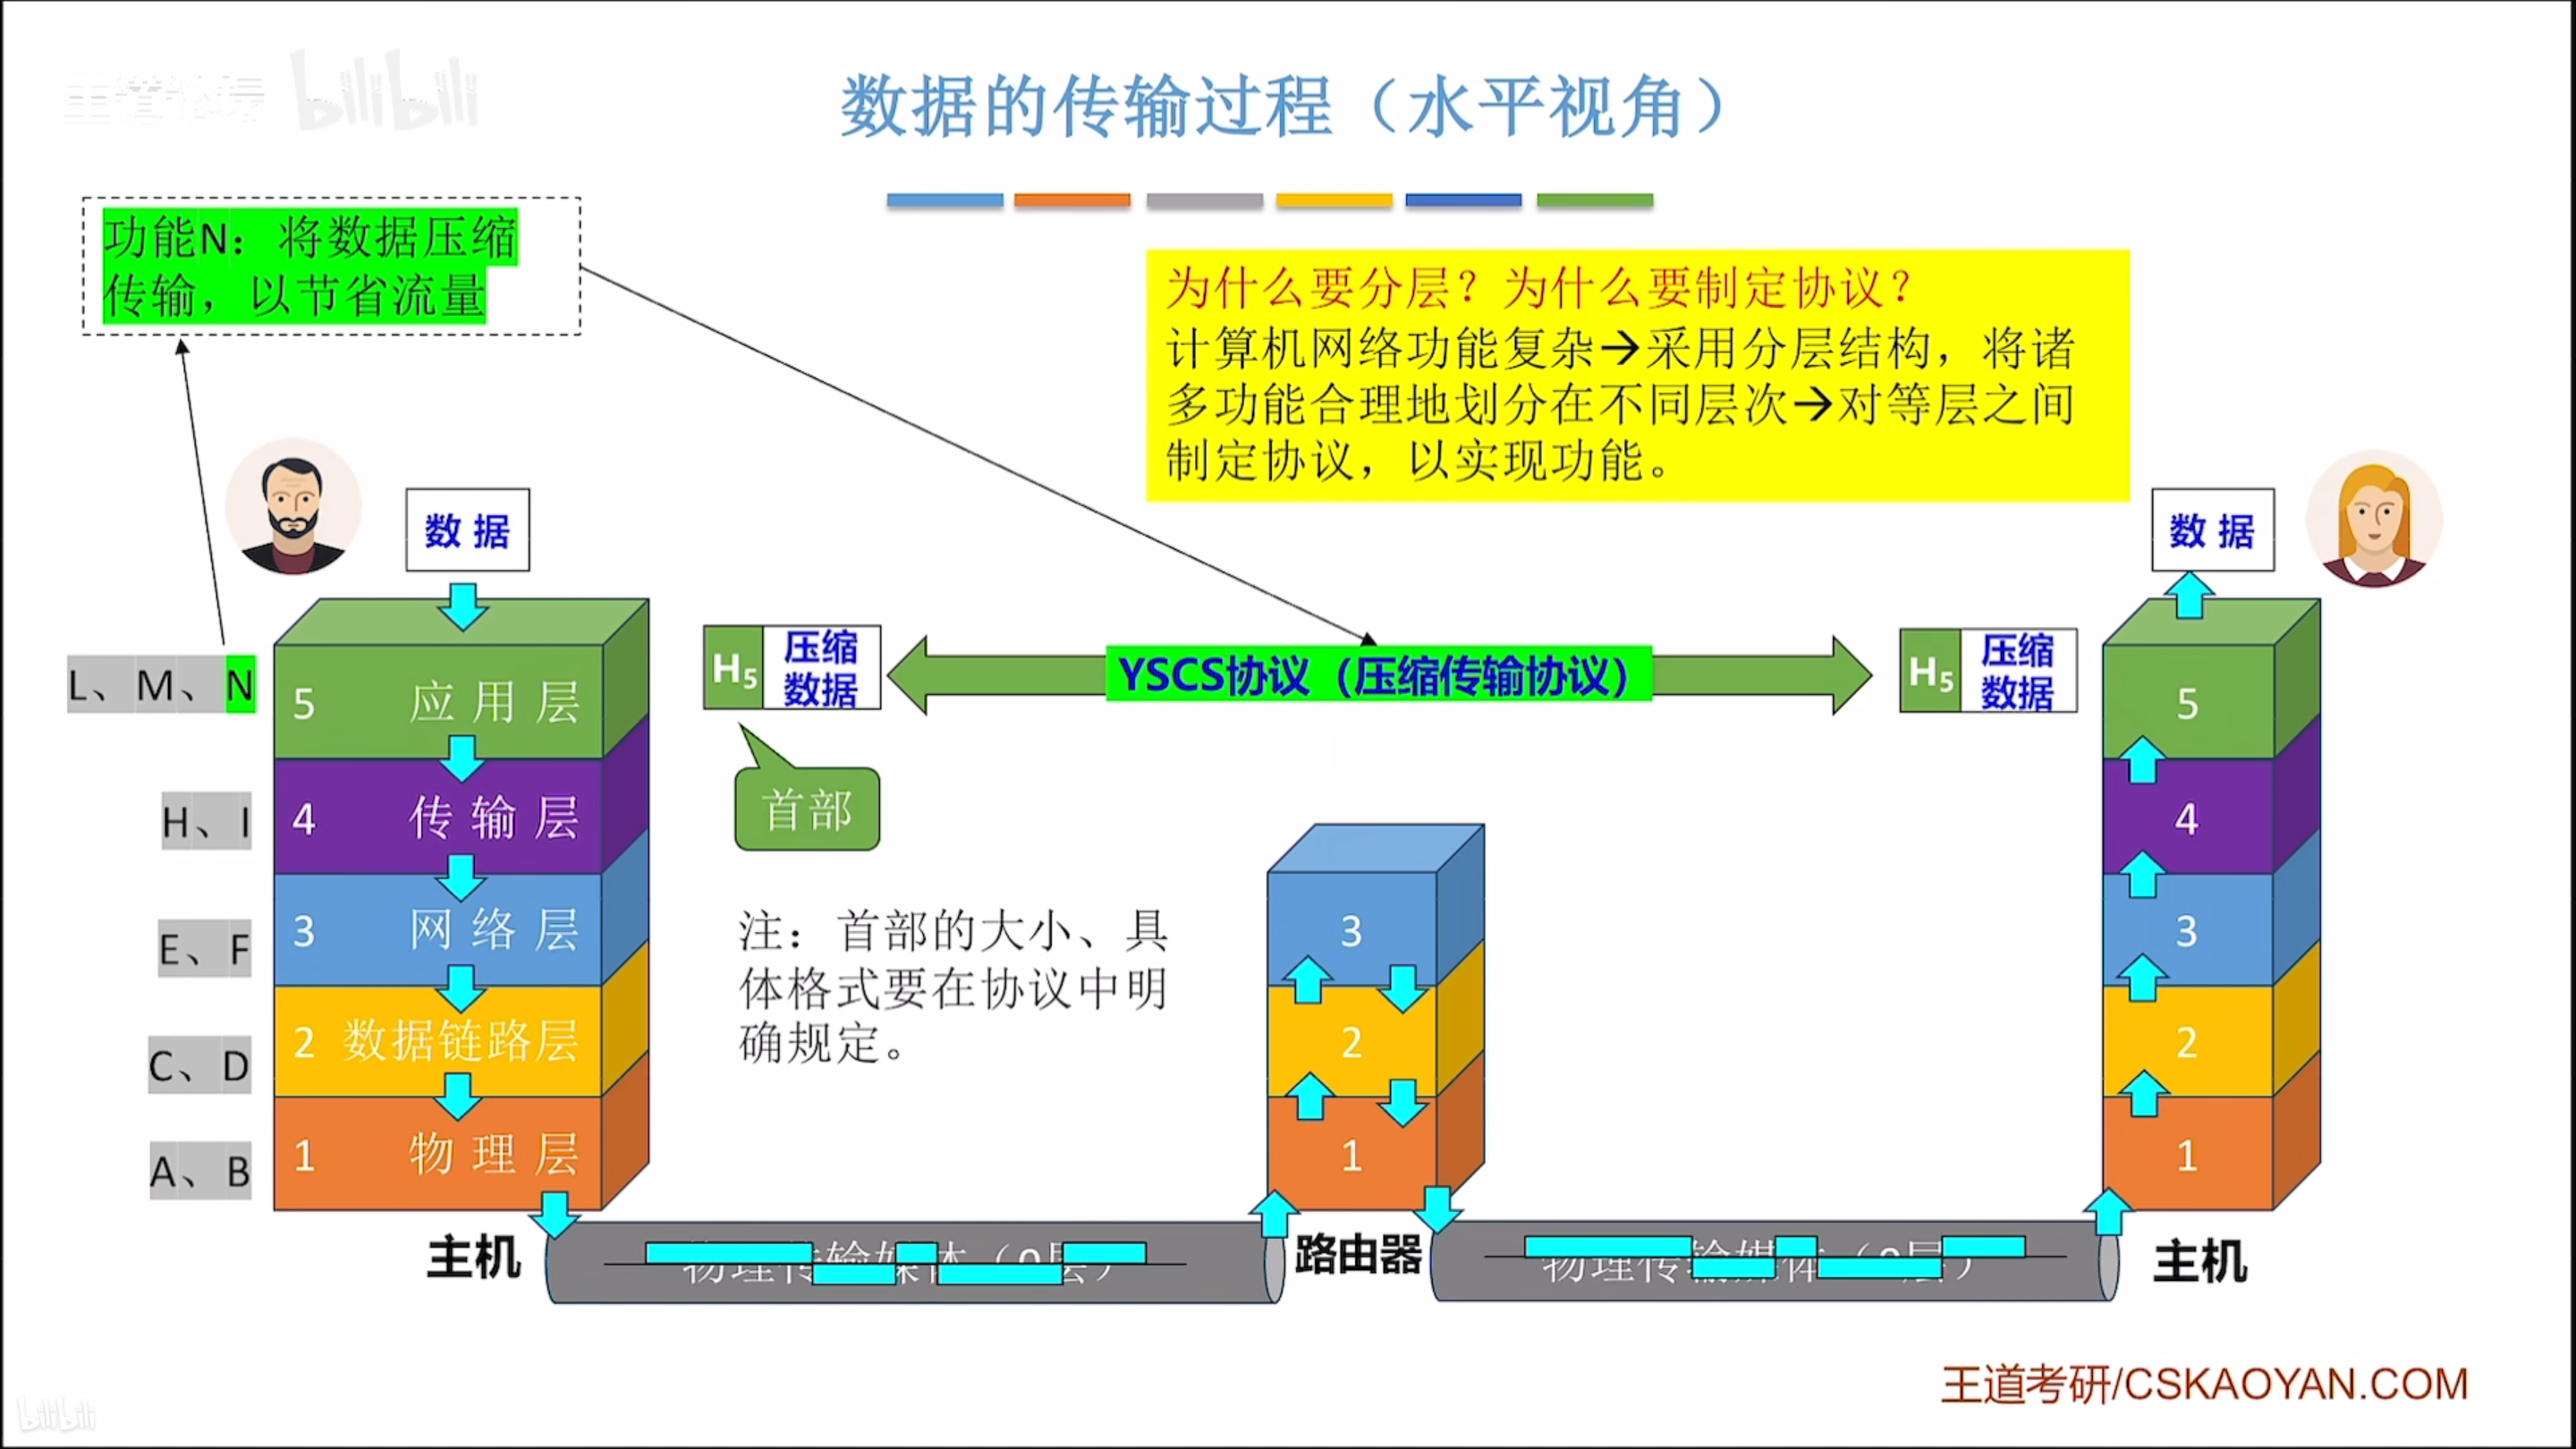 王道论坛 bilibili
数据的传输过程（水平视角）
功能N：将数据压缩
传输，以节省流量
为什么要分层？为什么要制定协议？
计算机网络功能复杂→采用分层结构，将诸
多功能合理地划分在不同层次→对等层之间
制定协议，以实现功能。
数 据
数 据
L、M、N
5 应 用 层
H5 压缩
数据
YSCS协议（压缩传输协议）
H5 压缩
数据
5
首部
H、I
4 传 输 层
4
E、F
3 网 络 层
注：首部的大小、具
体格式要在协议中明
确规定。
3
3
C、D
2 数据链路层
2
2
A、B
1 物 理 层
1
1
主机
物理传输媒体（0层）
路由器
物理传输媒体（0层）
主机
王道考研/CSKAOYAN.COM
bilibili